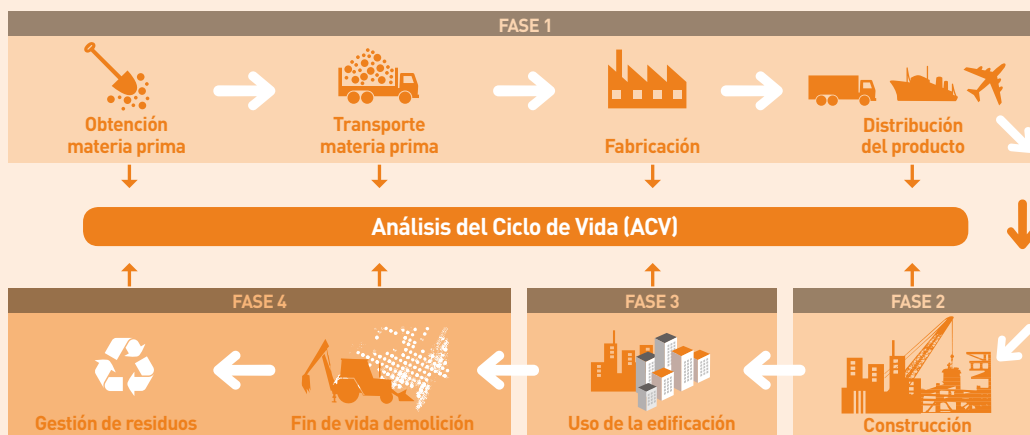 FASE 1
Obtención
materia prima
Transporte
materia prima
Fabricación
Distribución
del producto
Análisis del Ciclo de Vida (ACV)
FASE 4
FASE 3
FASE 2
Gestión de residuos
Fin de vida demolición
Uso de la edificación
Construcción